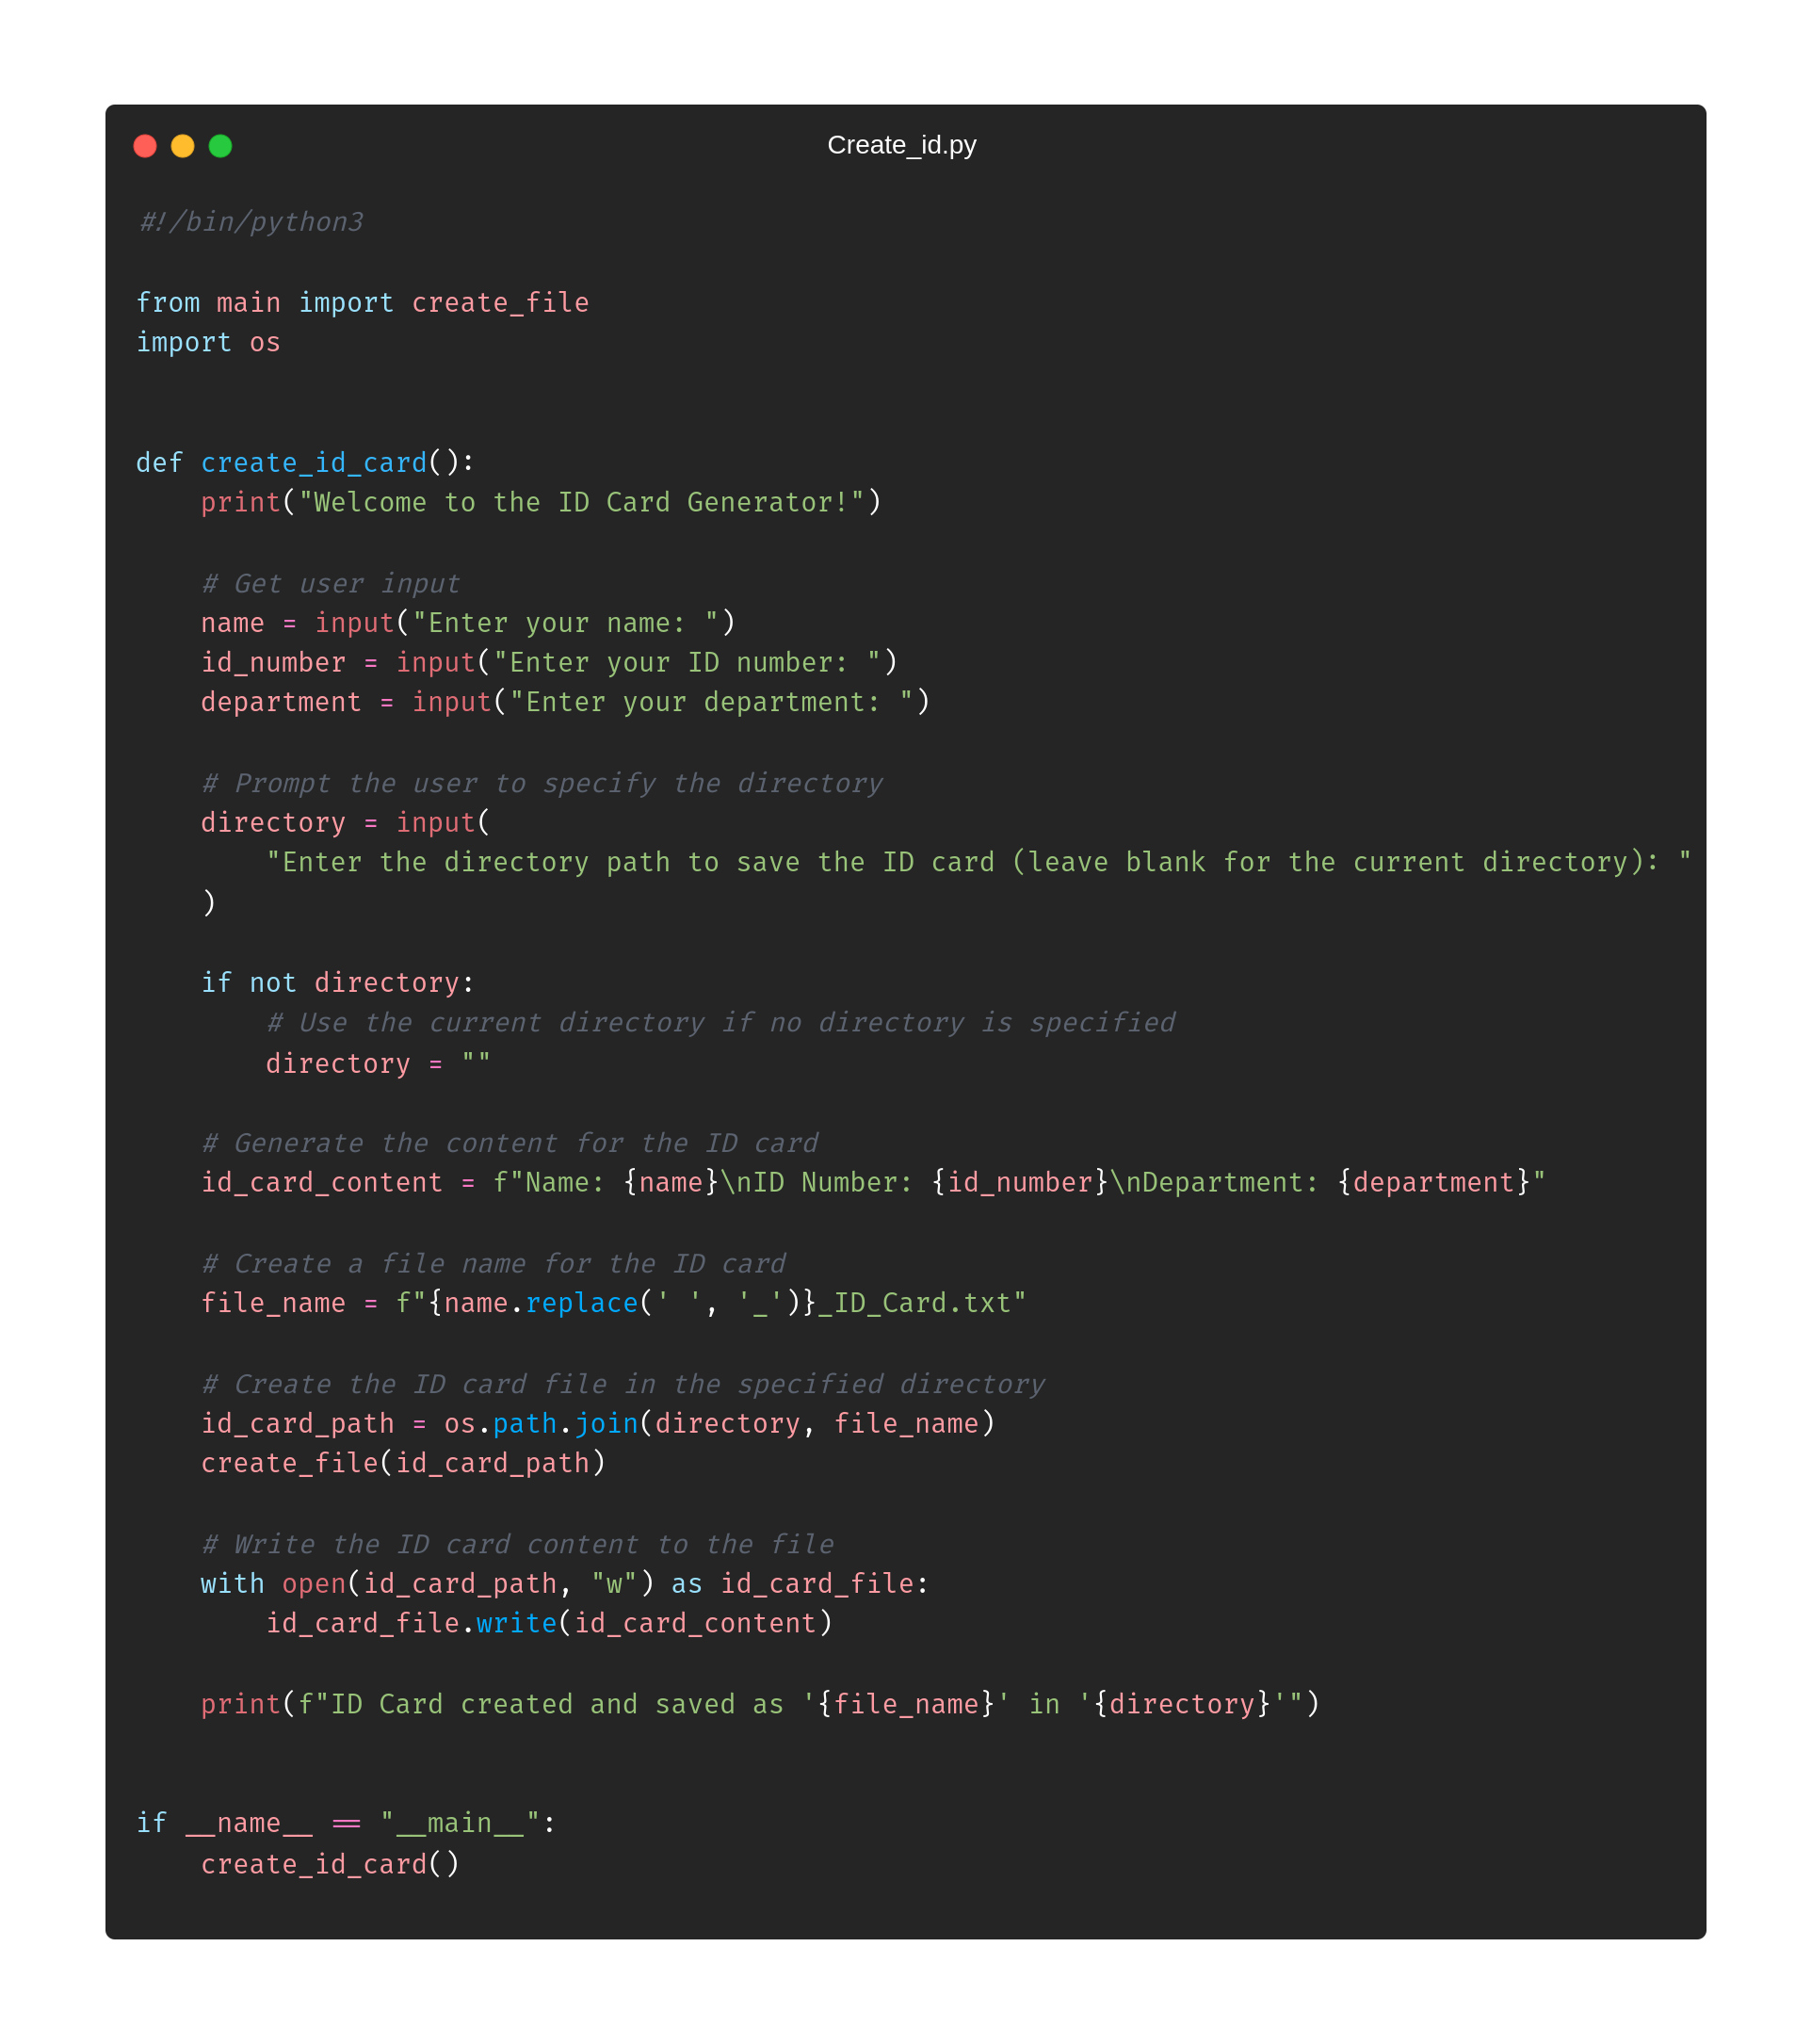 Create_id.py
#!/bin/python3
from main import create_file
import os
def create_id_card():
    print("Welcome to the ID Card Generator!")
    # Get user input
    name = input("Enter your name: ")
    id_number = input("Enter your ID number: ")
    department = input("Enter your department: ")
    # Prompt the user to specify the directory
    directory = input(
        "Enter the directory path to save the ID card (leave blank for the current directory): "
    )
    if not directory:
        # Use the current directory if no directory is specified
        directory = ""
    # Generate the content for the ID card
    id_card_content = f"Name: {name}\nID Number: {id_number}\nDepartment: {department}"
    # Create a file name for the ID card
    file_name = f"{name.replace(' ', '_')}_ID_Card.txt"
    # Create the ID card file in the specified directory
    id_card_path = os.path.join(directory, file_name)
    create_file(id_card_path)
    # Write the ID card content to the file
    with open(id_card_path, "w") as id_card_file:
        id_card_file.write(id_card_content)
    print(f"ID Card created and saved as '{file_name}' in '{directory}'")
if __name__ == "__main__":
    create_id_card()